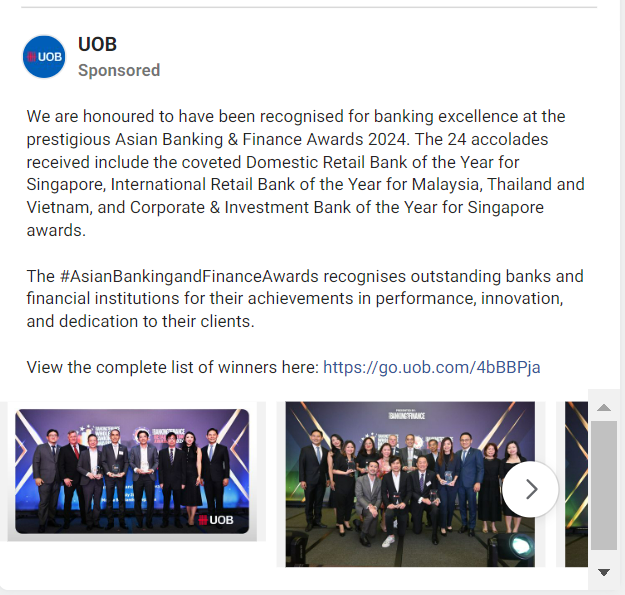 UOB
UOB
Sponsored
We are honoured to have been recognised for banking excellence at the
prestigious Asian Banking & Finance Awards 2024. The 24 accolades
received include the coveted Domestic Retail Bank of the Year for
Singapore, International Retail Bank of the Year for Malaysia, Thailand and
Vietnam, and Corporate & Investment Bank of the Year for Singapore
awards.
The #AsianBankingandFinanceAwards recognises outstanding banks and
financial institutions for their achievements in performance, innovation,
and dedication to their clients.
View the complete list of winners here: https://go.uob.com/4bBBPja
BANKING&FINANCE
UOB